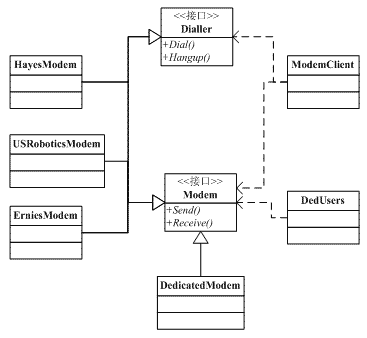 <<接口>>
Dialler
+Dial()
+Hangup()
HayesModem
ModemClient
USRoboticsModem
<<接口>>
Modem
+Send()
+Receive()
DedUsers
ErniesModem
DedicatedModem